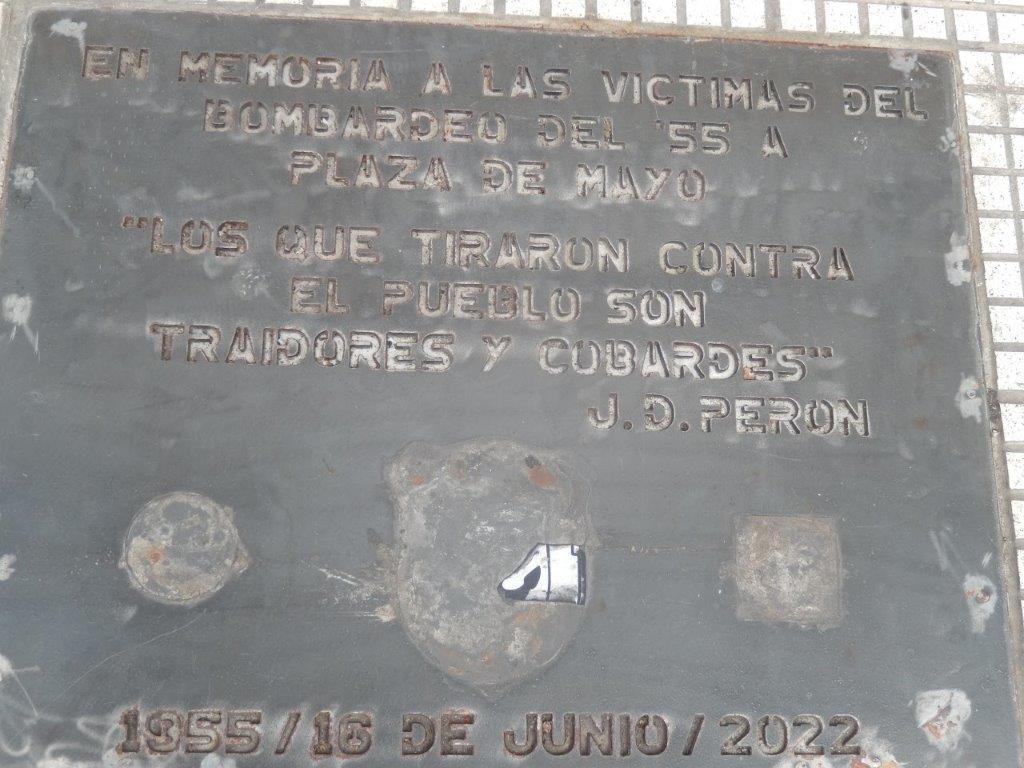 EN MEMORIA A LAS VICTIMAS DEL
BOMBARDEO DEL '55 A
PLAZA DE MAYO
"LOS QUE TIRARON CONTRA
EL PUEBLO SON
TRAIDORES Y COBARDES"
J.D.PERON
1955/16 DE JUNIO/2022